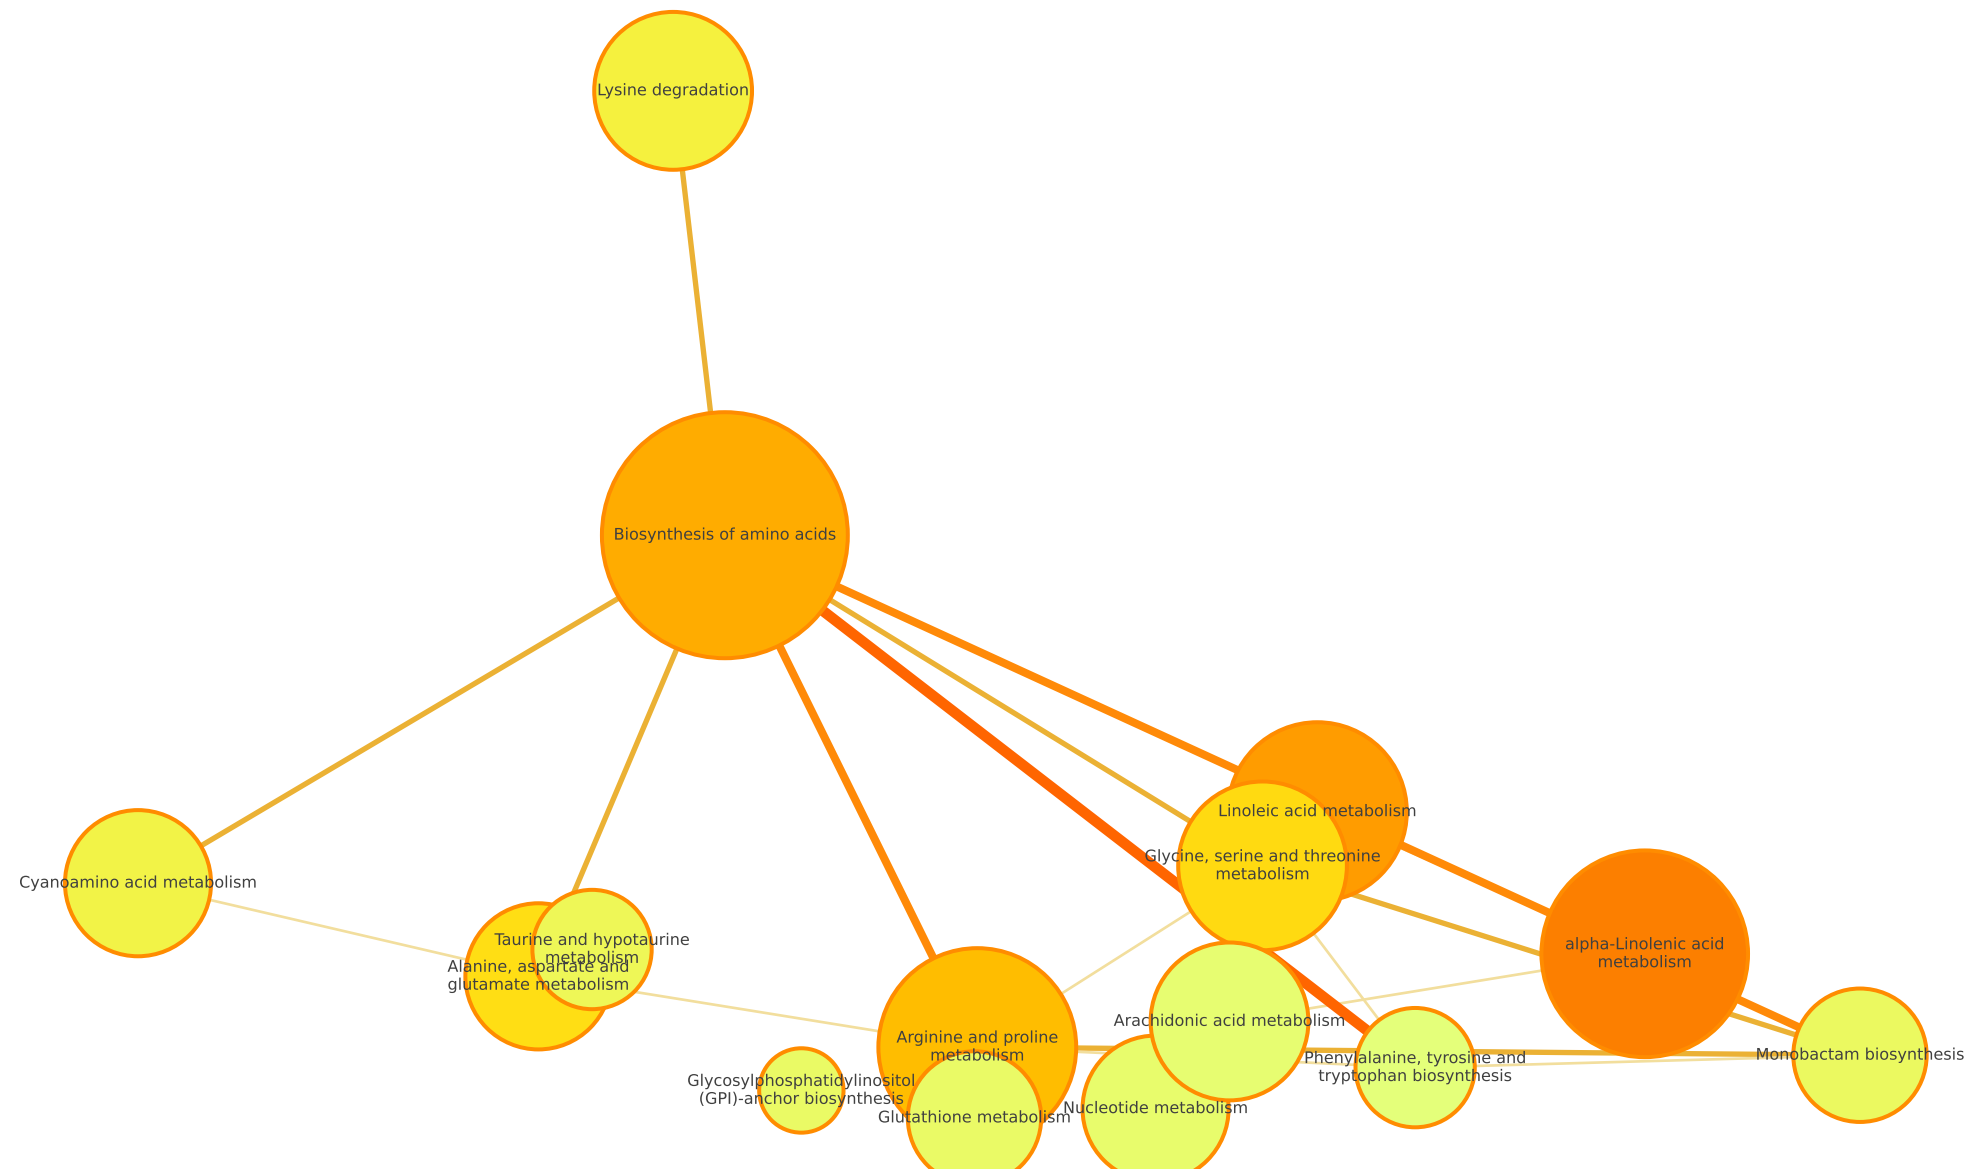 Lysine degradation
Biosynthesis of amino acids
Linoleic acid metabolism
Glycine, serine and threonine
metabolism
Cyanoamino acid metabolism
Taurine and hypotaurine
metabolism
Alanine, aspartate and
glutamate metabolism
alpha-Linolenic acid
metabolism
Arachidonic acid metabolism
Arginine and proline
metabolism
Phenylalanine, tyrosine and
tryptophan biosynthesis
Monobactam biosynthesis
Glycosylphosphatidylinositol
(GPI)-anchor biosynthesis
Nucleotide metabolism
Glutathione metabolism